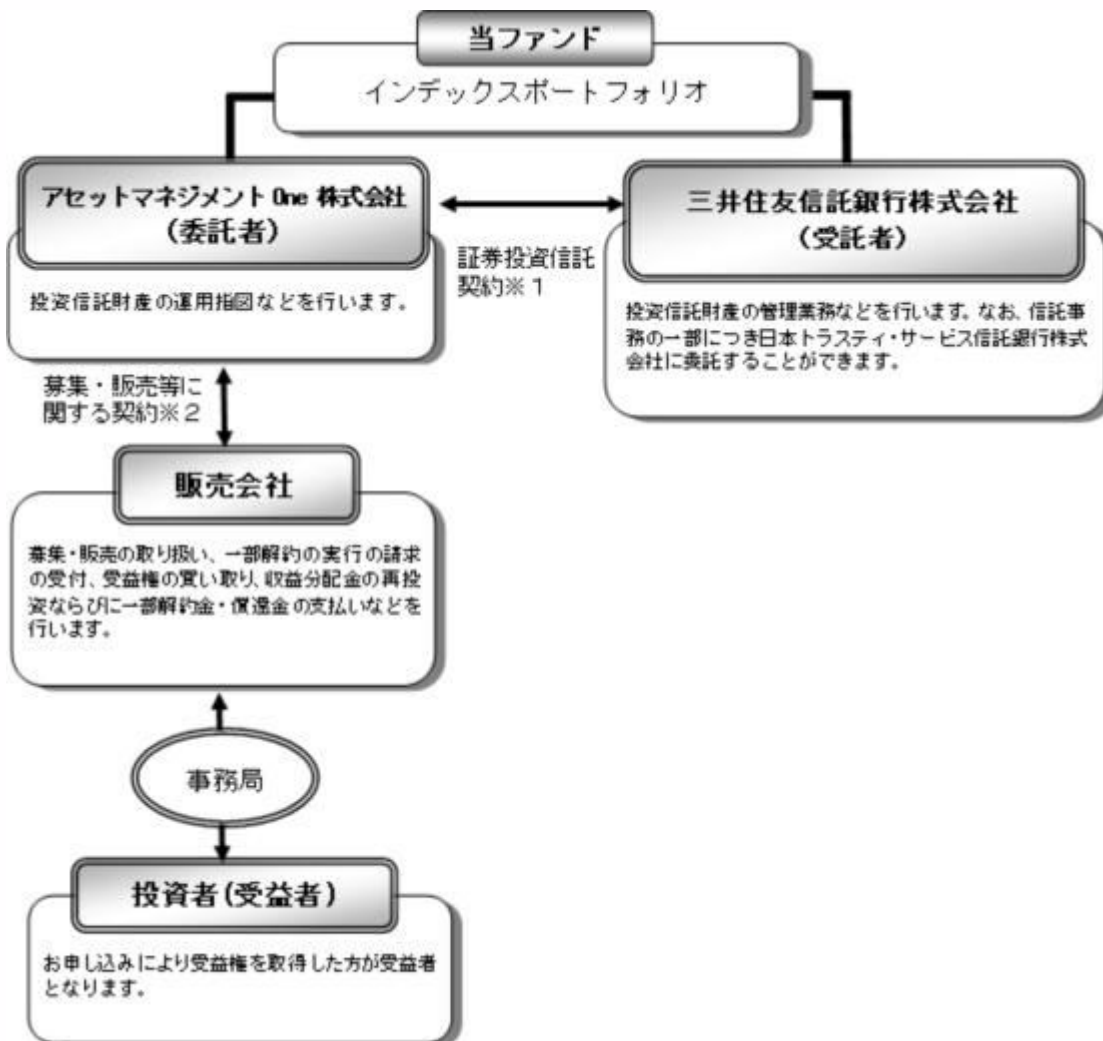 当ファンド
インデックスポートフォリオ
アセットマネジメント One 株式会社
（委託者）
投資信託財産の運用指図などを行います。
証券投資信託
契約※１
三井住友信託銀行株式会社
（受託者）
投資信託財産の管理業務などを行います。なお、信託事
務の一部につき日本トラスティ・サービス信託銀行株式
会社に委託することができます。
募集・販売等に
関する契約※２
販売会社
募集・販売の取り扱い、一部解約の実行の請求
の受付、受益権の買い取り、収益分配金の再投
資ならびに一部解約金・償還金の支払いなどを
行います。
事務局
投資者（受益者）
お申し込みにより受益権を取得した方が受益者
となります。